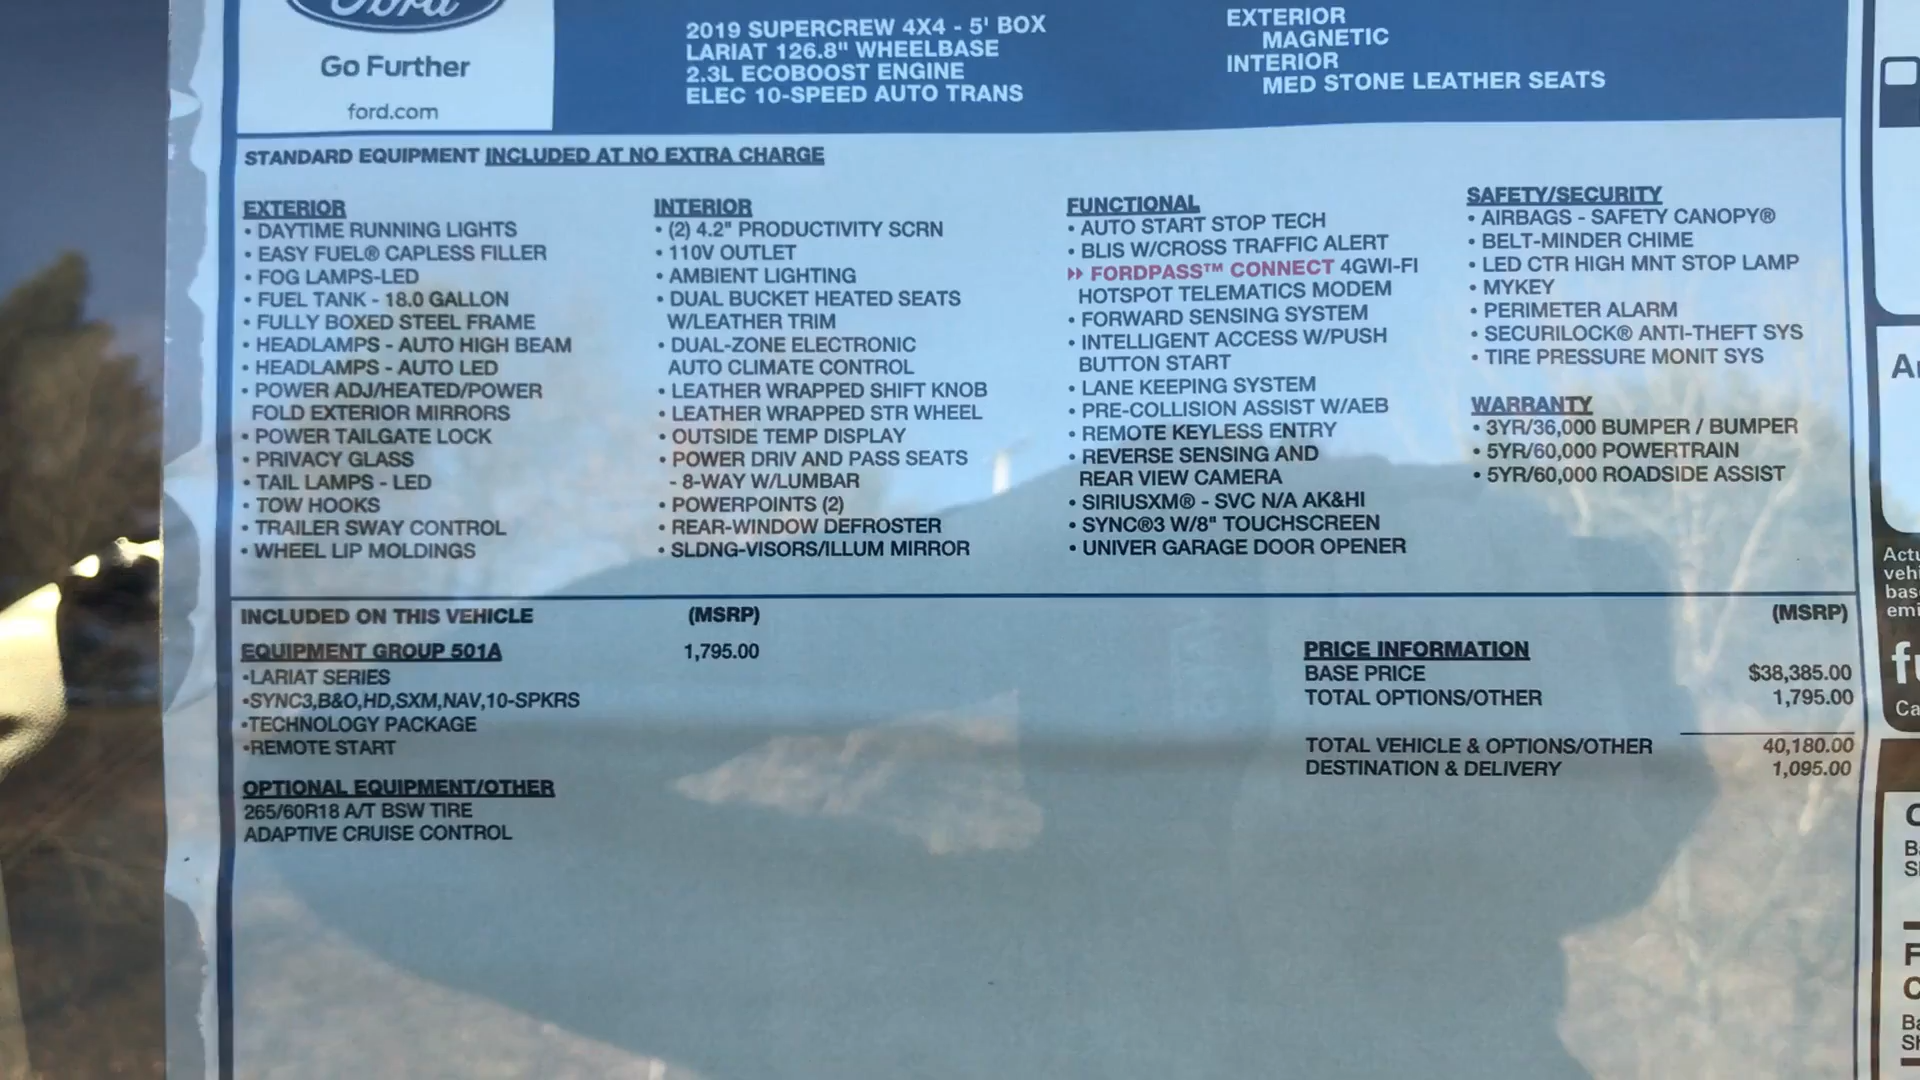 Ford
Go Further
ford.com
2019 SUPERCREW 4X4 - 5' BOX
LARIAT 126.8" WHEELBASE
2.3L ECOBOOST ENGINE
ELEC 10-SPEED AUTO TRANS
EXTERIOR
MAGNETIC
INTERIOR
MED STONE LEATHER SEATS
STANDARD EQUIPMENT INCLUDED AT NO EXTRA CHARGE
EXTERIOR
• DAYTIME RUNNING LIGHTS
• EASY FUEL® CAPLESS FILLER
• FOG LAMPS-LED
• FUEL TANK - 18.0 GALLON
• FULLY BOXED STEEL FRAME
• HEADLAMPS - AUTO HIGH BEAM
• HEADLAMPS - AUTO LED
• POWER ADJ/HEATED/POWER
FOLD EXTERIOR MIRRORS
• POWER TAILGATE LOCK
• PRIVACY GLASS
• TAIL LAMPS - LED
• TOW HOOKS
• TRAILER SWAY CONTROL
• WHEEL LIP MOLDINGS
INTERIOR
• (2) 4.2" PRODUCTIVITY SCRN
• 110V OUTLET
• AMBIENT LIGHTING
• DUAL BUCKET HEATED SEATS
W/LEATHER TRIM
• DUAL-ZONE ELECTRONIC
AUTO CLIMATE CONTROL
• LEATHER WRAPPED SHIFT KNOB
• LEATHER WRAPPED STR WHEEL
• OUTSIDE TEMP DISPLAY
• POWER DRIV AND PASS SEATS
- 8-WAY W/LUMBAR
• POWERPOINTS (2)
• REAR-WINDOW DEFROSTER
• SLDNG-VISORS/ILLUM MIRROR
FUNCTIONAL
• AUTO START STOP TECH
• BLIS W/CROSS TRAFFIC ALERT
FORDPASS™ CONNECT 4GWI-FI
HOTSPOT TELEMATICS MODEM
• FORWARD SENSING SYSTEM
• INTELLIGENT ACCESS W/PUSH
BUTTON START
• LANE KEEPING SYSTEM
• PRE-COLLISION ASSIST W/AEB
• REMOTE KEYLESS ENTRY
• REVERSE SENSING AND
REAR VIEW CAMERA
• SIRIUSXM® - SVC N/A AK&HI
• SYNC®3 W/8" TOUCHSCREEN
• UNIVER GARAGE DOOR OPENER
SAFETY/SECURITY
• AIRBAGS - SAFETY CANOPY®
• BELT-MINDER CHIME
• LED CTR HIGH MNT STOP LAMP
• MYKEY
• PERIMETER ALARM
• SECURILOCK® ANTI-THEFT SYS
• TIRE PRESSURE MONIT SYS
WARRANTY
• 3YR/36,000 BUMPER / BUMPER
• 5YR/60,000 POWERTRAIN
• 5YR/60,000 ROADSIDE ASSIST
INCLUDED ON THIS VEHICLE (MSRP)
EQUIPMENT GROUP 501A 1,795.00
•LARIAT SERIES
•SYNC3,B&O,HD,SXM,NAV,10-SPKRS
•TECHNOLOGY PACKAGE
•REMOTE START
OPTIONAL EQUIPMENT/OTHER
265/60R18 A/T BSW TIRE
ADAPTIVE CRUISE CONTROL
(MSRP)
PRICE INFORMATION
BASE PRICE $38,385.00
TOTAL OPTIONS/OTHER 1,795.00
TOTAL VEHICLE & OPTIONS/OTHER 40,180.00
DESTINATION & DELIVERY 1,095.00